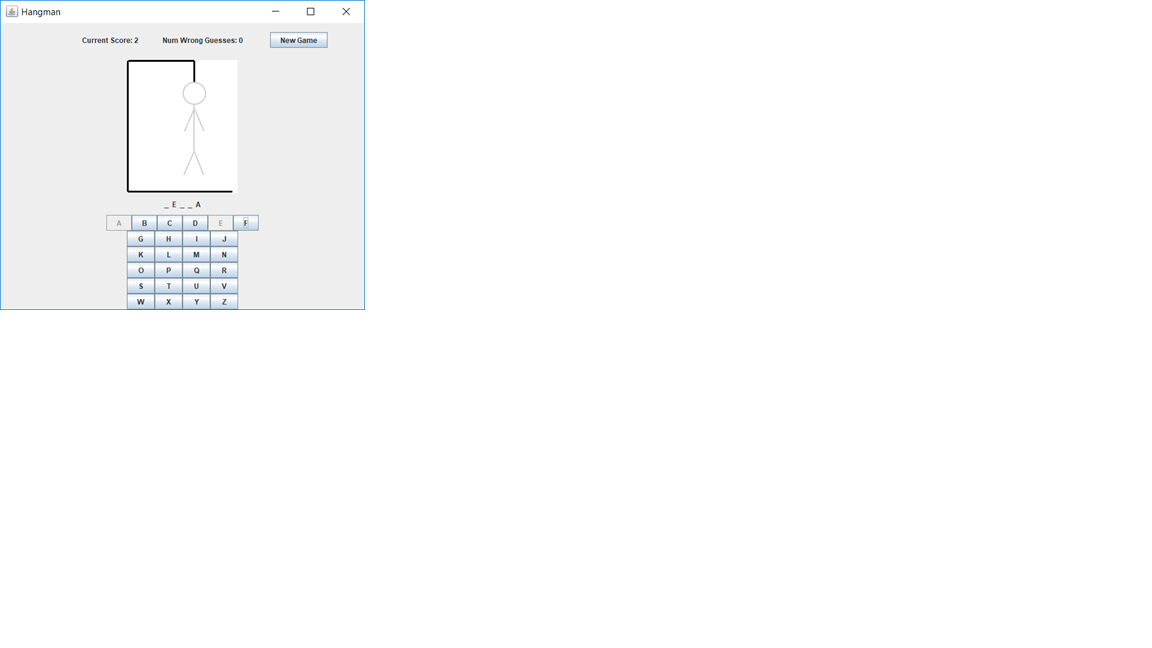 Hangman
Current Score: 2 Num Wrong Guesses: 0 New Game
_ E _ _ A
A B C D E F
G H I J
K L M N
O P Q R
S T U V
W X Y Z